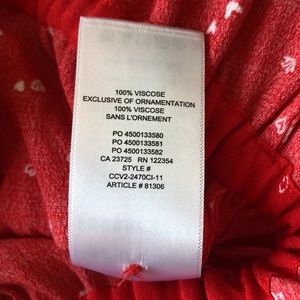 100% VISCOSE
EXCLUSIVE OF ORNAMENTATION
100% VISCOSE
SANS L'ORNEMENT
PO 4500133580
PO 4500133581
PO 4500133582
CA 23725 RN 122354
STYLE #
CCV2-2470CI-11
ARTICLE # 81306